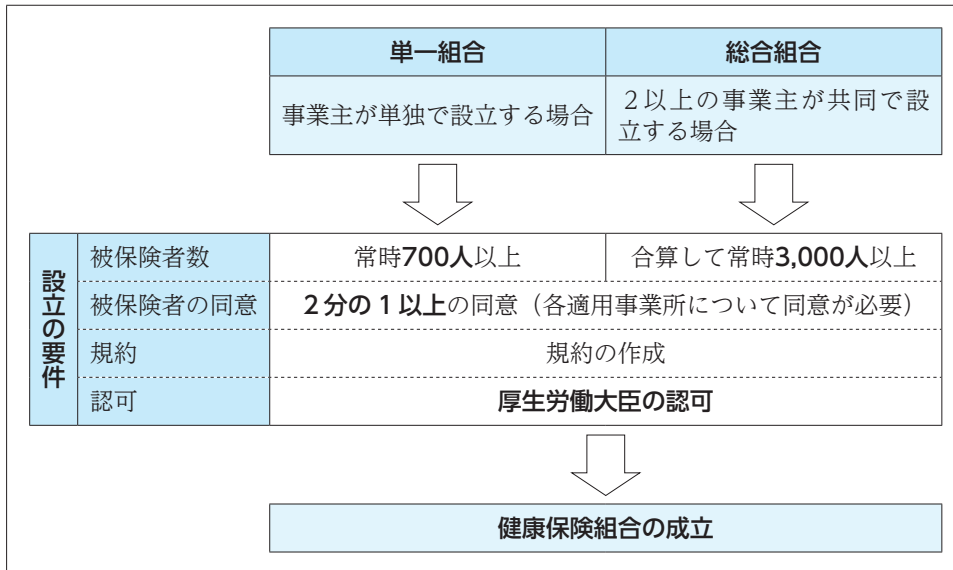 単一組合
総合組合
事業主が単独で設立する場合
２以上の事業主が共同で設
立する場合
設立の要件
被保険者数
常時700人以上
合算して常時3,000人以上
被保険者の同意
２分の１以上の同意（各適用事業所について同意が必要）
規約
規約の作成
認可
厚生労働大臣の認可
健康保険組合の成立